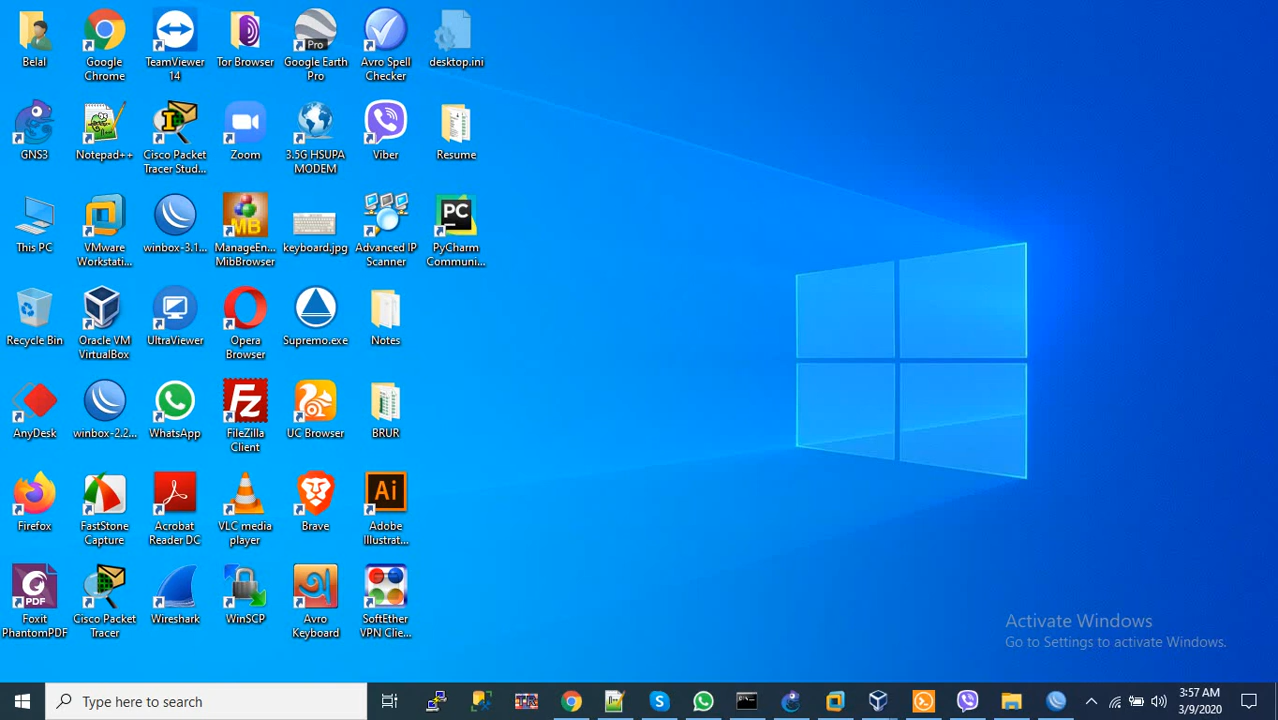 Belal
Google
Chrome
TeamViewer
14
Tor Browser
Google Earth
Pro
Pro
Avro Spell
Checker
desktop.ini
GNS3
Notepad++
Cisco Packet
Tracer Stud...
Zoom
3.5G HSUPA
MODEM
Viber
Resume
This PC
VMware
Workstati...
winbox-3.1...
MB
ManageEn...
MibBrowser
keyboard.jpg
Advanced IP
Scanner
PC
PyCharm
Communi...
Recycle Bin
Oracle VM
VirtualBox
UltraViewer
Opera
Browser
Supremo.exe
Notes
AnyDesk
winbox-2.2...
WhatsApp
Fz
FileZilla
Client
UC Browser
BRUR
Firefox
FastStone
Capture
Acrobat
Reader DC
VLC media
player
Brave
Ai
Adobe
Illustrat...
PDF
Foxit
PhantomPDF
Cisco Packet
Tracer
Wireshark
WinSCP
অ
Avro
Keyboard
SoftEther
VPN Clie...
Activate Windows
Go to Settings to activate Windows.
Type here to search
3:57 AM
3/9/2020